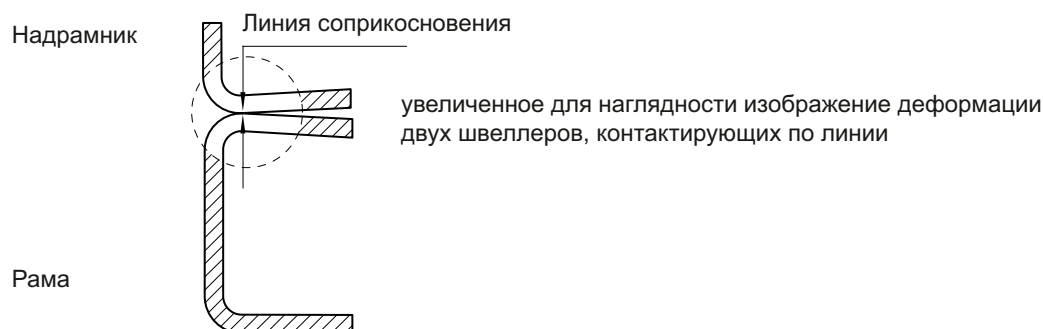 Линия соприкосновения
Надрамник
увеличенное для наглядности изображение деформации
двух швеллеров, контактирующих по линии
Рама